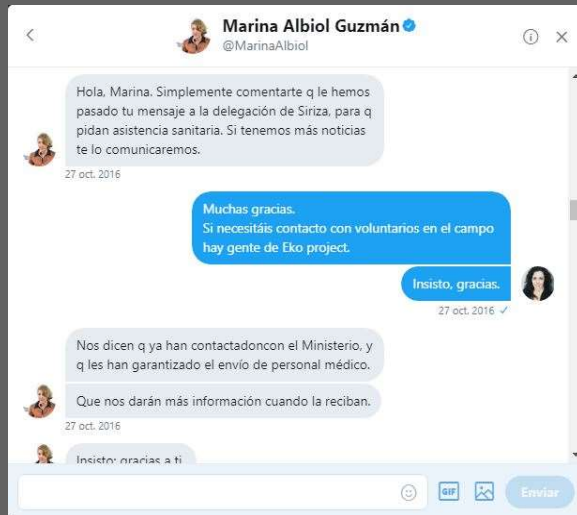 Marina Albiol Guzmán
@MarinaAlbiol
Hola, Marina. Simplemente comentarte q le hemos
pasado tu mensaje a la delegación de Siriza, para q
pidan asistencia sanitaria. Si tenemos más noticias
te lo comunicaremos.
27 oct. 2016
Muchas gracias.
Si necesitáis contacto con voluntarios en el campo
hay gente de Eko project.
Insisto, gracias.
27 oct. 2016
Nos dicen q ya han contactadoncon el Ministerio, y
q les han garantizado el envío de personal médico.
Que nos darán más información cuando la reciban.
27 oct. 2016
Insisto: gracias a ti
GIF
Enviar